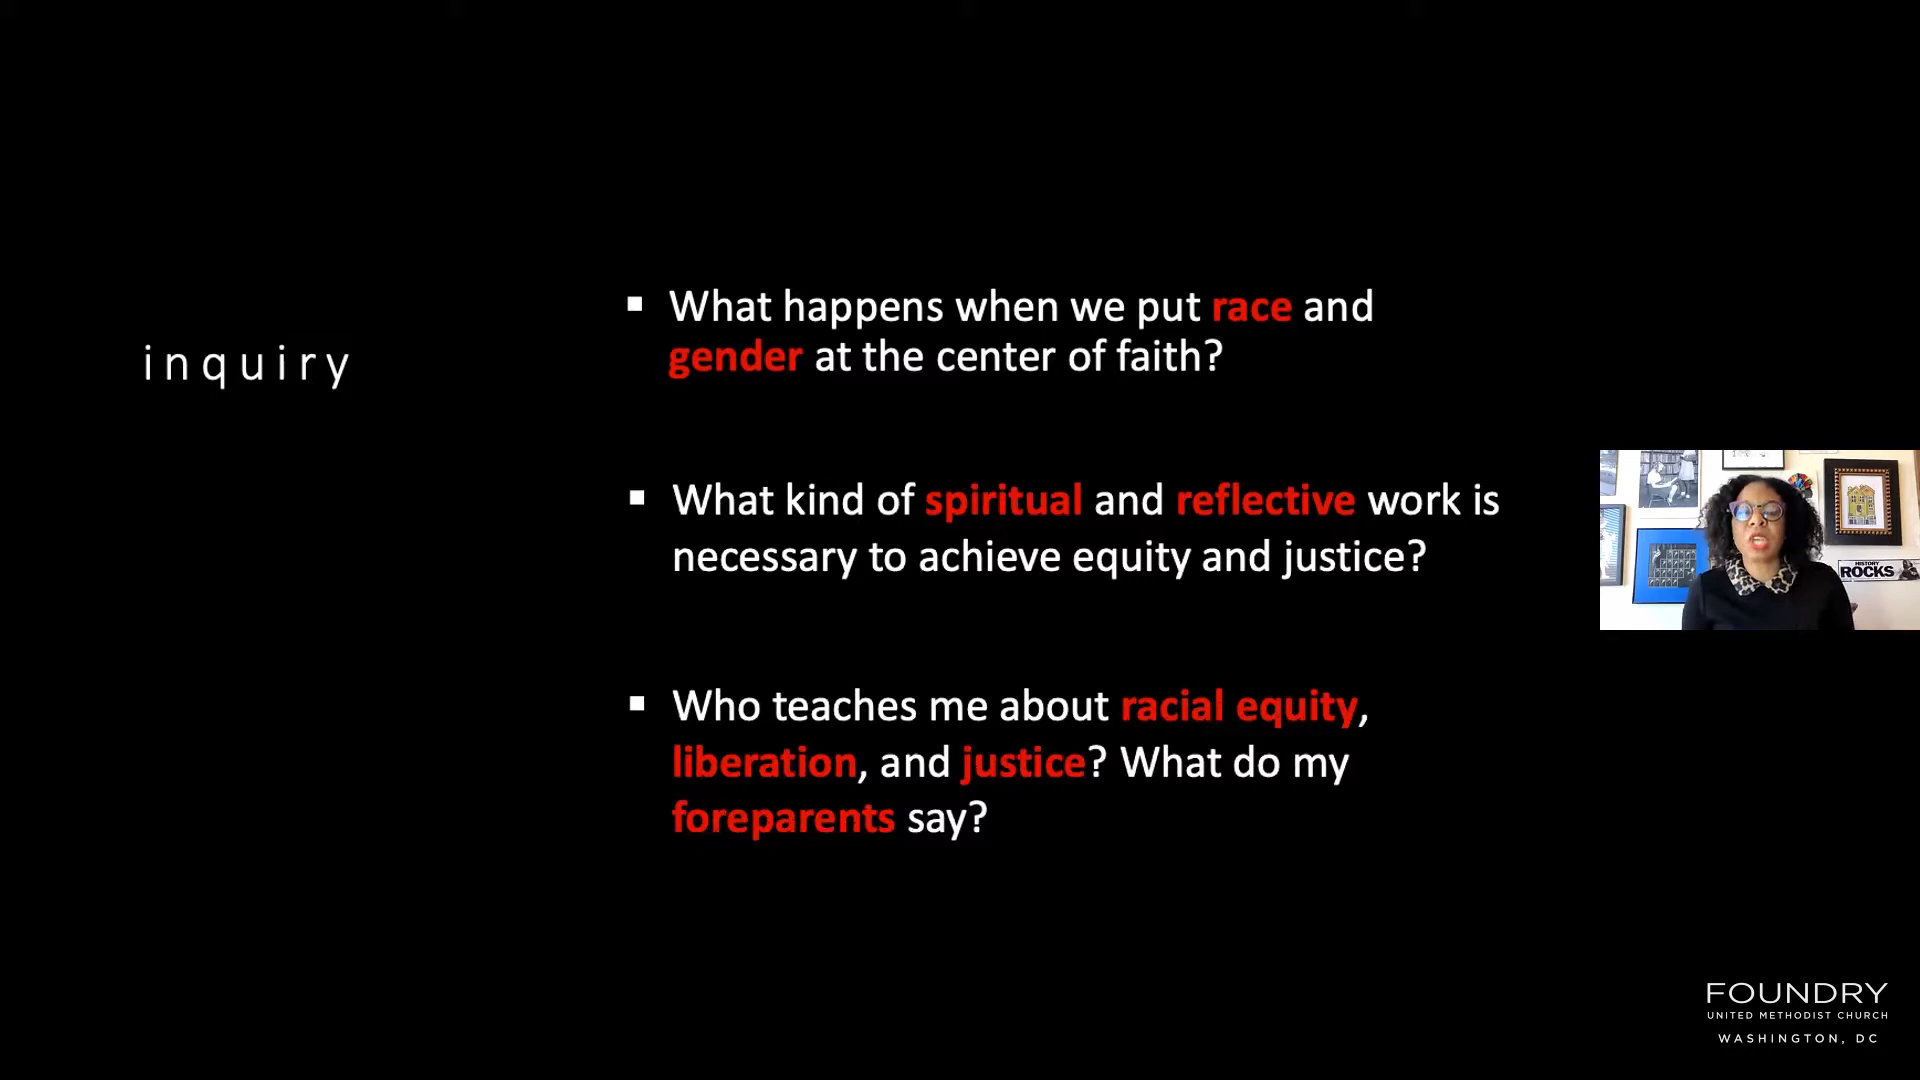 inquiry
▪ What happens when we put race and
gender at the center of faith?
▪ What kind of spiritual and reflective work is
necessary to achieve equity and justice?
▪ Who teaches me about racial equity,
liberation, and justice? What do my
foreparents say?
HISTORY
ROCKS
FOUNDRY
UNITED METHODIST CHURCH
WASHINGTON, DC